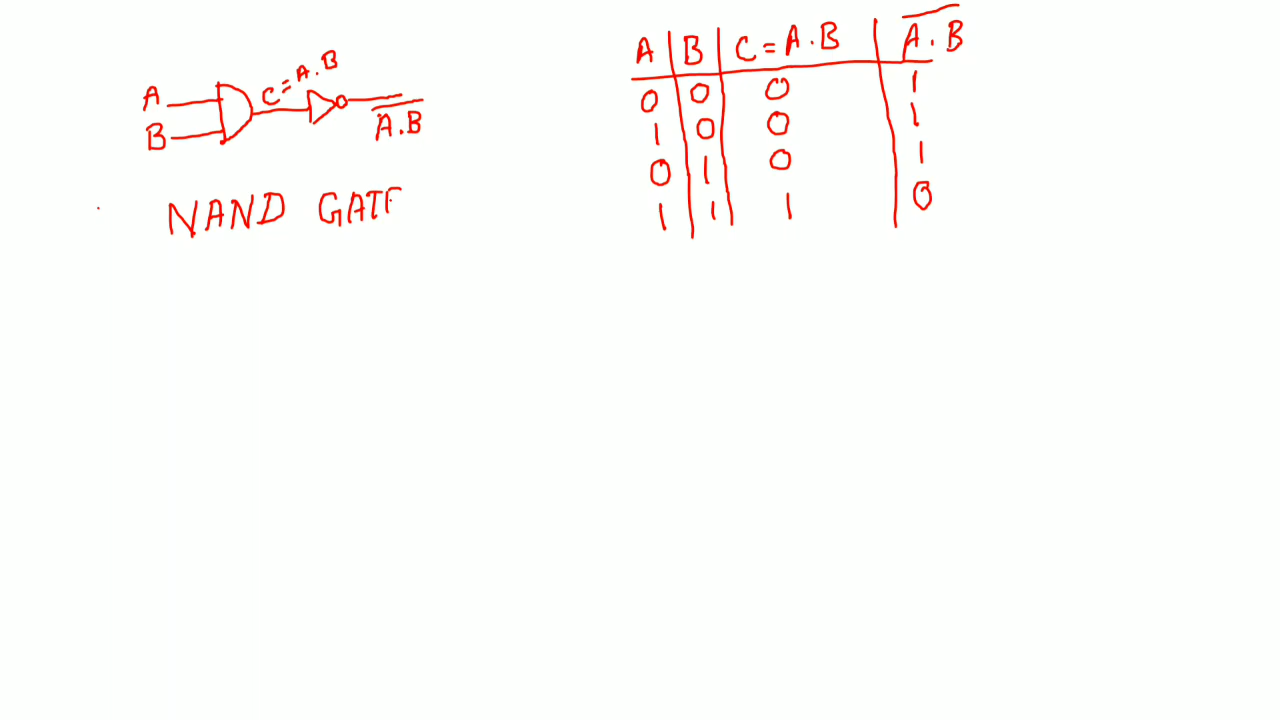 A
B
C = A.B
A̅.̅B̅
NAND GATE
A B C = A.B A̅.̅B̅
0 0 0 1
1 0 0 1
0 1 0 1
1 1 1 0